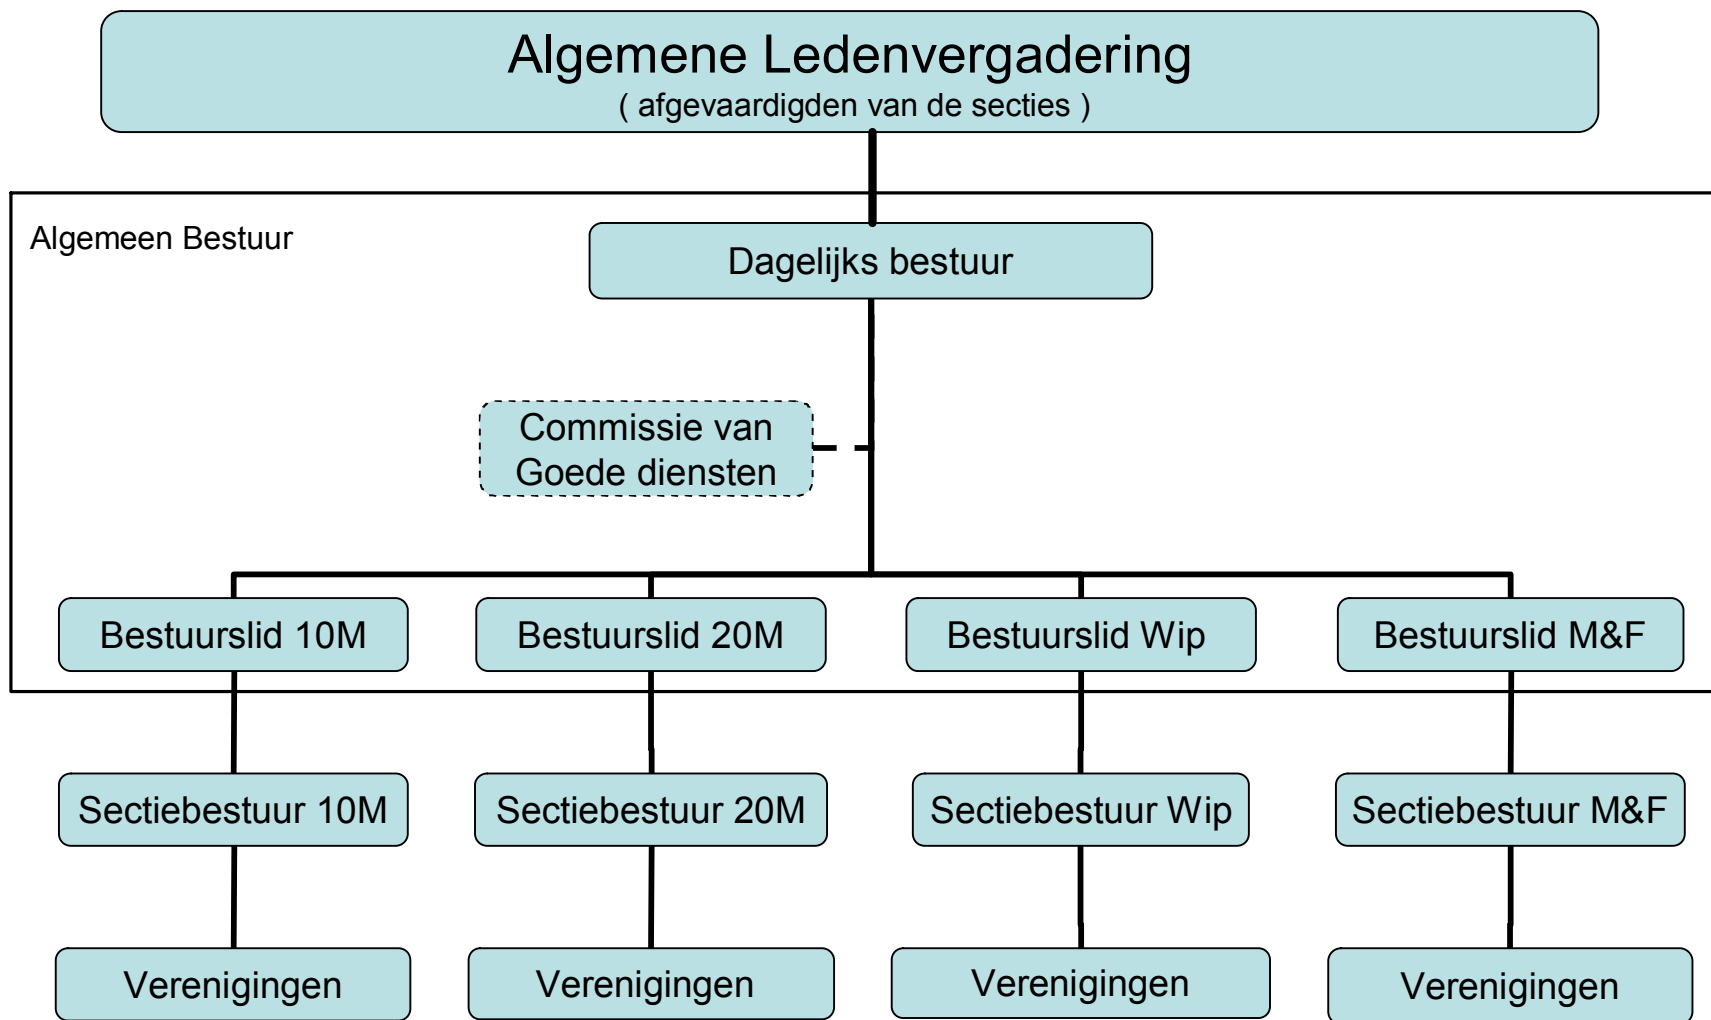 Algemene Ledenvergadering
( afgevaardigden van de secties )
Algemeen Bestuur
Dagelijks bestuur
Commissie van
Goede diensten
Bestuurslid 10M
Bestuurslid 20M
Bestuurslid Wip
Bestuurslid M&F
Sectiebestuur 10M
Sectiebestuur 20M
Sectiebestuur Wip
Sectiebestuur M&F
Verenigingen
Verenigingen
Verenigingen
Verenigingen